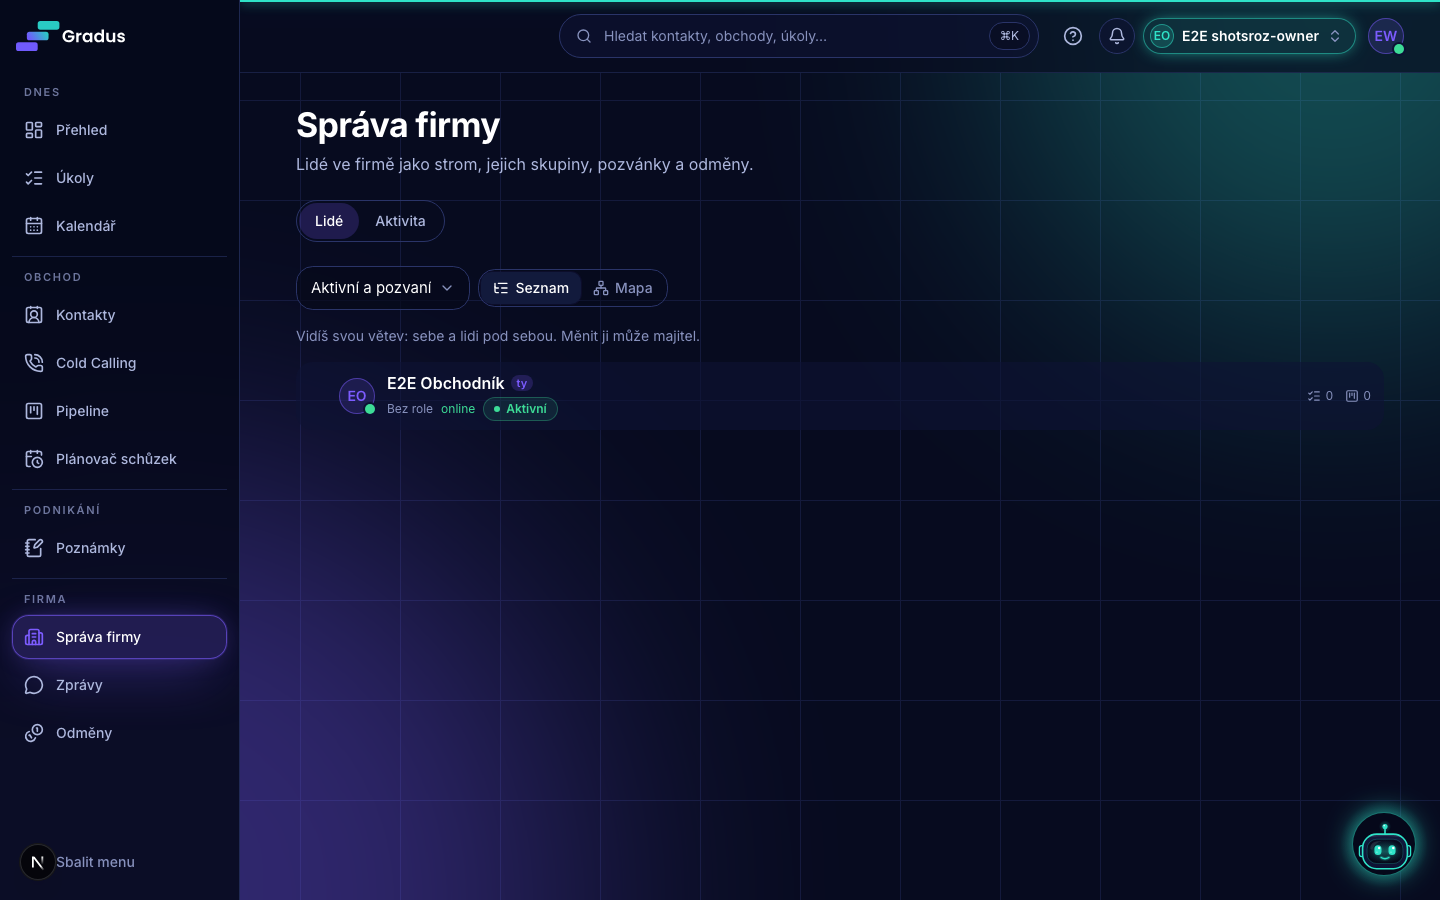 Gradus
Hledat kontakty, obchody, úkoly...
⌘K
EO
E2E shotsroz-owner
EW
DNES
Přehled
Úkoly
Kalendář
OBCHOD
Kontakty
Cold Calling
Pipeline
Plánovač schůzek
PODNIKÁNÍ
Poznámky
FIRMA
Správa firmy
Zprávy
Odměny
N
Sbalit menu
Správa firmy
Lidé ve firmě jako strom, jejich skupiny, pozvánky a odměny.
Lidé
Aktivita
Aktivní a pozvaní
Seznam
Mapa
Vidíš svou větev: sebe a lidi pod sebou. Měnit ji může majitel.
EO
E2E Obchodník ty
Bez role online Aktivní
0 0